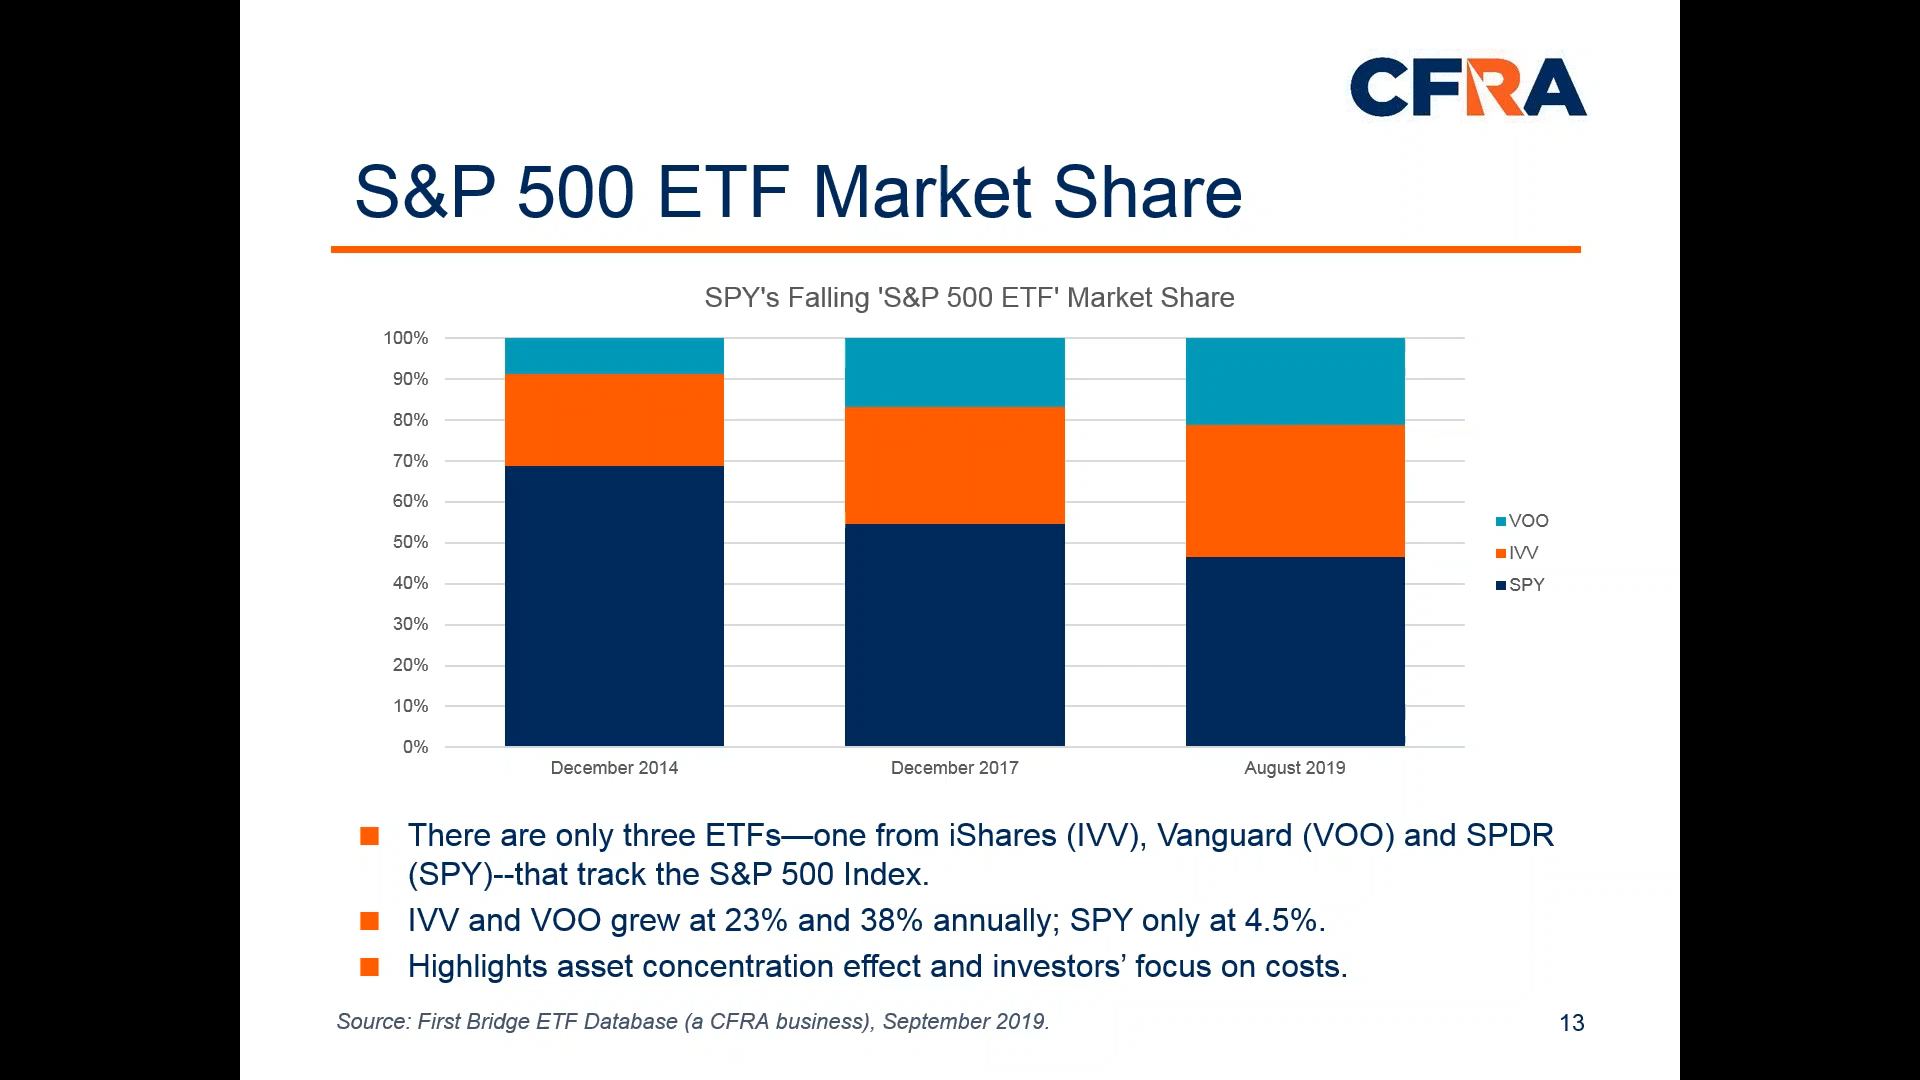 CFRA
S&P 500 ETF Market Share
SPY's Falling 'S&P 500 ETF' Market Share
100%
90%
80%
70%
60%
50%
40%
30%
20%
10%
0%
December 2014
December 2017
August 2019
VOO
IVV
SPY
There are only three ETFs—one from iShares (IVV), Vanguard (VOO) and SPDR
(SPY)--that track the S&P 500 Index.
IVV and VOO grew at 23% and 38% annually; SPY only at 4.5%.
Highlights asset concentration effect and investors’ focus on costs.
Source: First Bridge ETF Database (a CFRA business), September 2019.
13